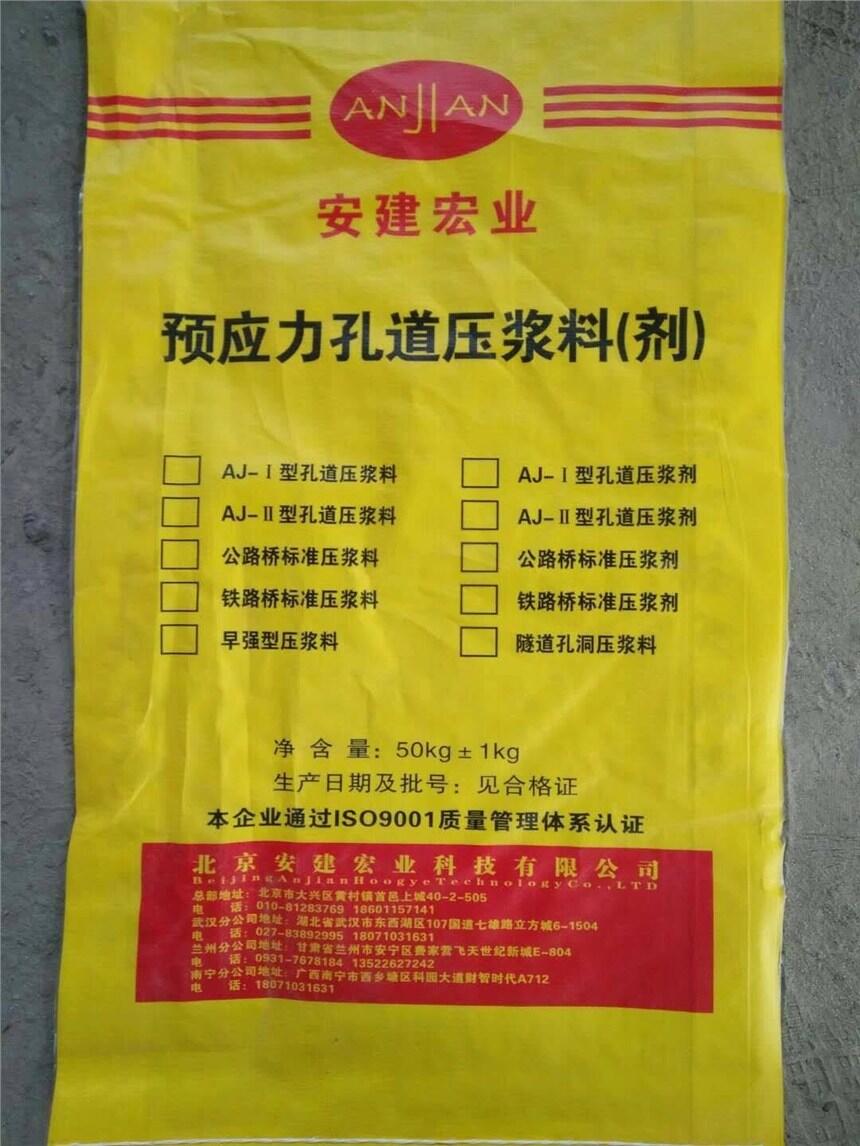 ANJIAN
安建宏业
预应力孔道压浆料(剂)
AJ-Ⅰ型孔道压浆料
AJ-Ⅰ型孔道压浆剂
AJ-Ⅱ型孔道压浆料
AJ-Ⅱ型孔道压浆剂
公路桥标准压浆料
公路桥标准压浆剂
铁路桥标准压浆料
铁路桥标准压浆剂
早强型压浆料
隧道孔洞压浆料
净含量：50kg±1kg
生产日期及批号：见合格证
本企业通过ISO9001质量管理体系认证
北京安建宏业科技有限公司
BeijingAnJianHoogyeTechnologyCo.,LTD
总部地址：北京市大兴区黄村镇首邑上城40-2-505
电话：010-81283769 18601157141
武汉分公司地址：湖北省武汉市东西湖区107国道七雄路立方城6-1504
电话：027-83892995 18071031631
兰州分公司地址：甘肃省兰州市安宁区费家营飞天世纪新城E-804
电话：0931-7678184 13522627242
南宁分公司地址：广西南宁市西乡塘区科园大道财智时代A712
电话：18071031631